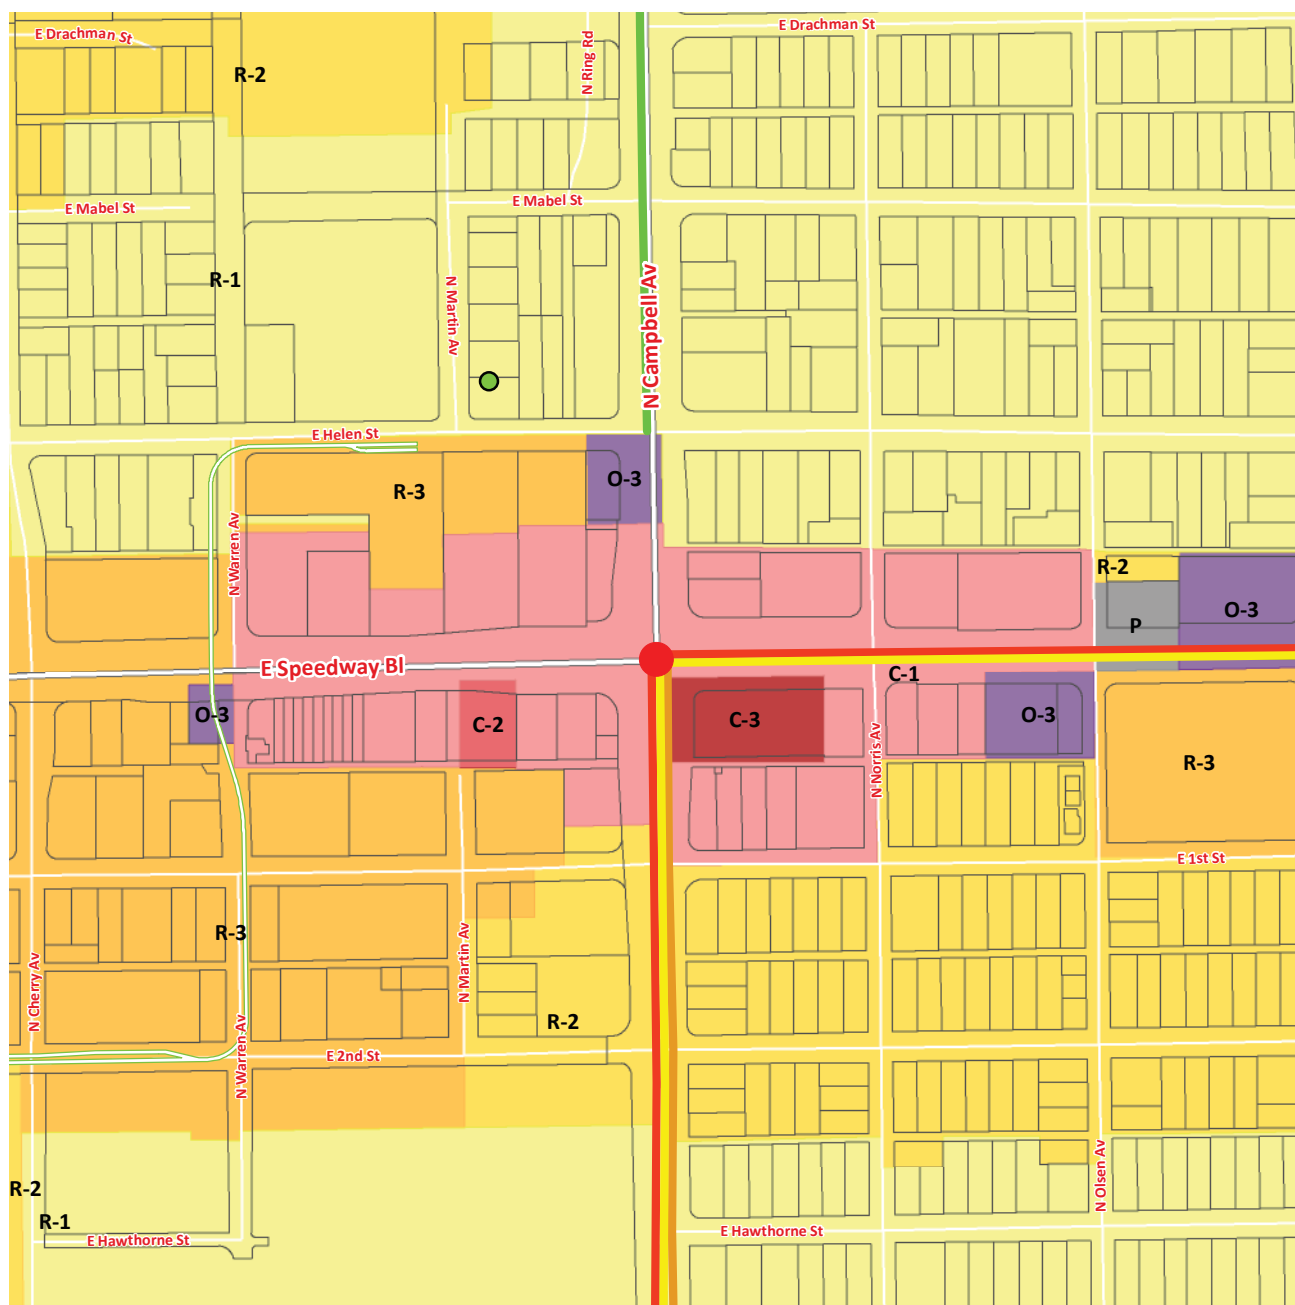 E Drachman St
E Drachman St
N Ring Rd
R-2
E Mabel St
E Mabel St
R-1
N Martin Av
N Campbell Av
E Helen St
R-3
O-3
N Warren Av
R-2
O-3
P
E Speedway Bl
C-1
O-3
C-2
C-3
O-3
N Norris Av
R-3
E 1st St
R-3
N Cherry Av
N Martin Av
R-2
N Warren Av
E 2nd St
N Olsen Av
R-2
R-1
E Hawthorne St
E Hawthorne St